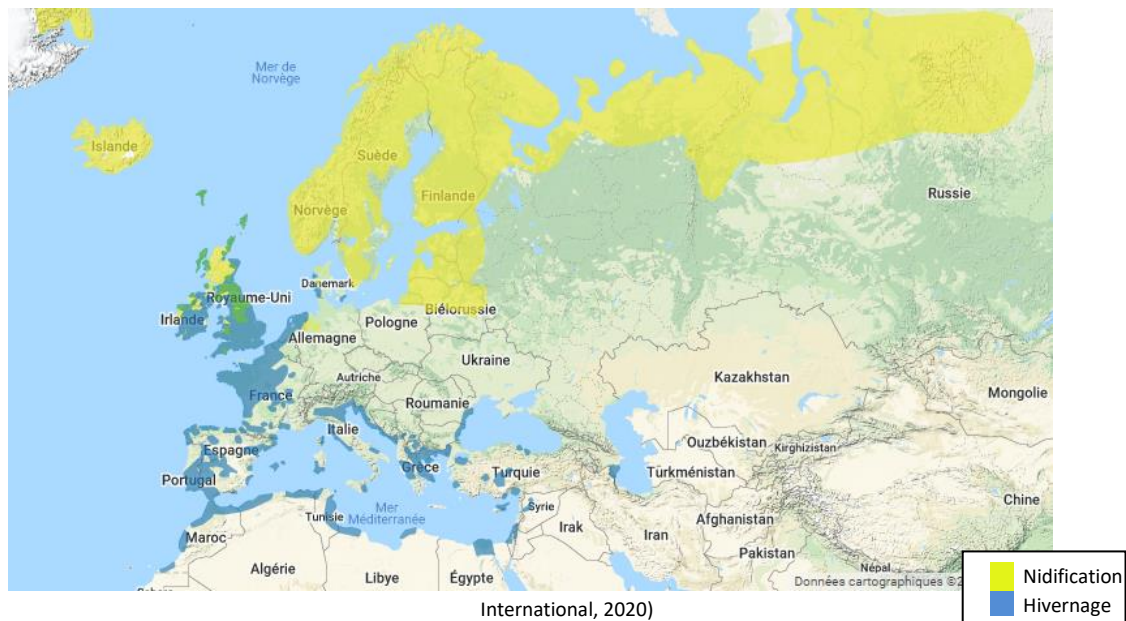 Mer de
Norvège
Islande
Suède
Finlande
Norvège
Russie
Danemark
Royaume-Uni
Irlande
Biélorussie
Pologne
Allemagne
Ukraine
Kazakhstan
Autriche
Mongolie
France
Roumanie
Italie
Ouzbékistan
Kirghizistan
Espagne
Grèce
Turquie
Türkménistan
Portugal
Chine
Tunisie
Mer
Méditerranée
Syrie
Afghanistan
Irak
Iran
Maroc
Pakistan
Algérie
Libye
Égypte
Népal
Données cartographiques ©2
Nidification
Hivernage
International, 2020)